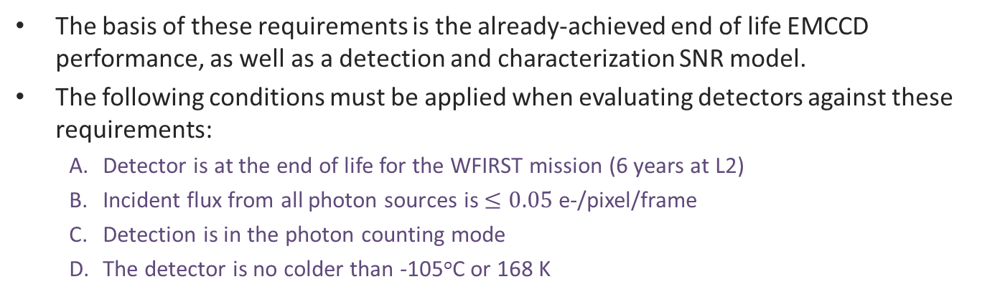 • The basis of these requirements is the already-achieved end of life EMCCD
performance, as well as a detection and characterization SNR model.
• The following conditions must be applied when evaluating detectors against these
requirements:
A. Detector is at the end of life for the WFIRST mission (6 years at L2)
B. Incident flux from all photon sources is ≤ 0.05 e-/pixel/frame
C. Detection is in the photon counting mode
D. The detector is no colder than -105°C or 168 K